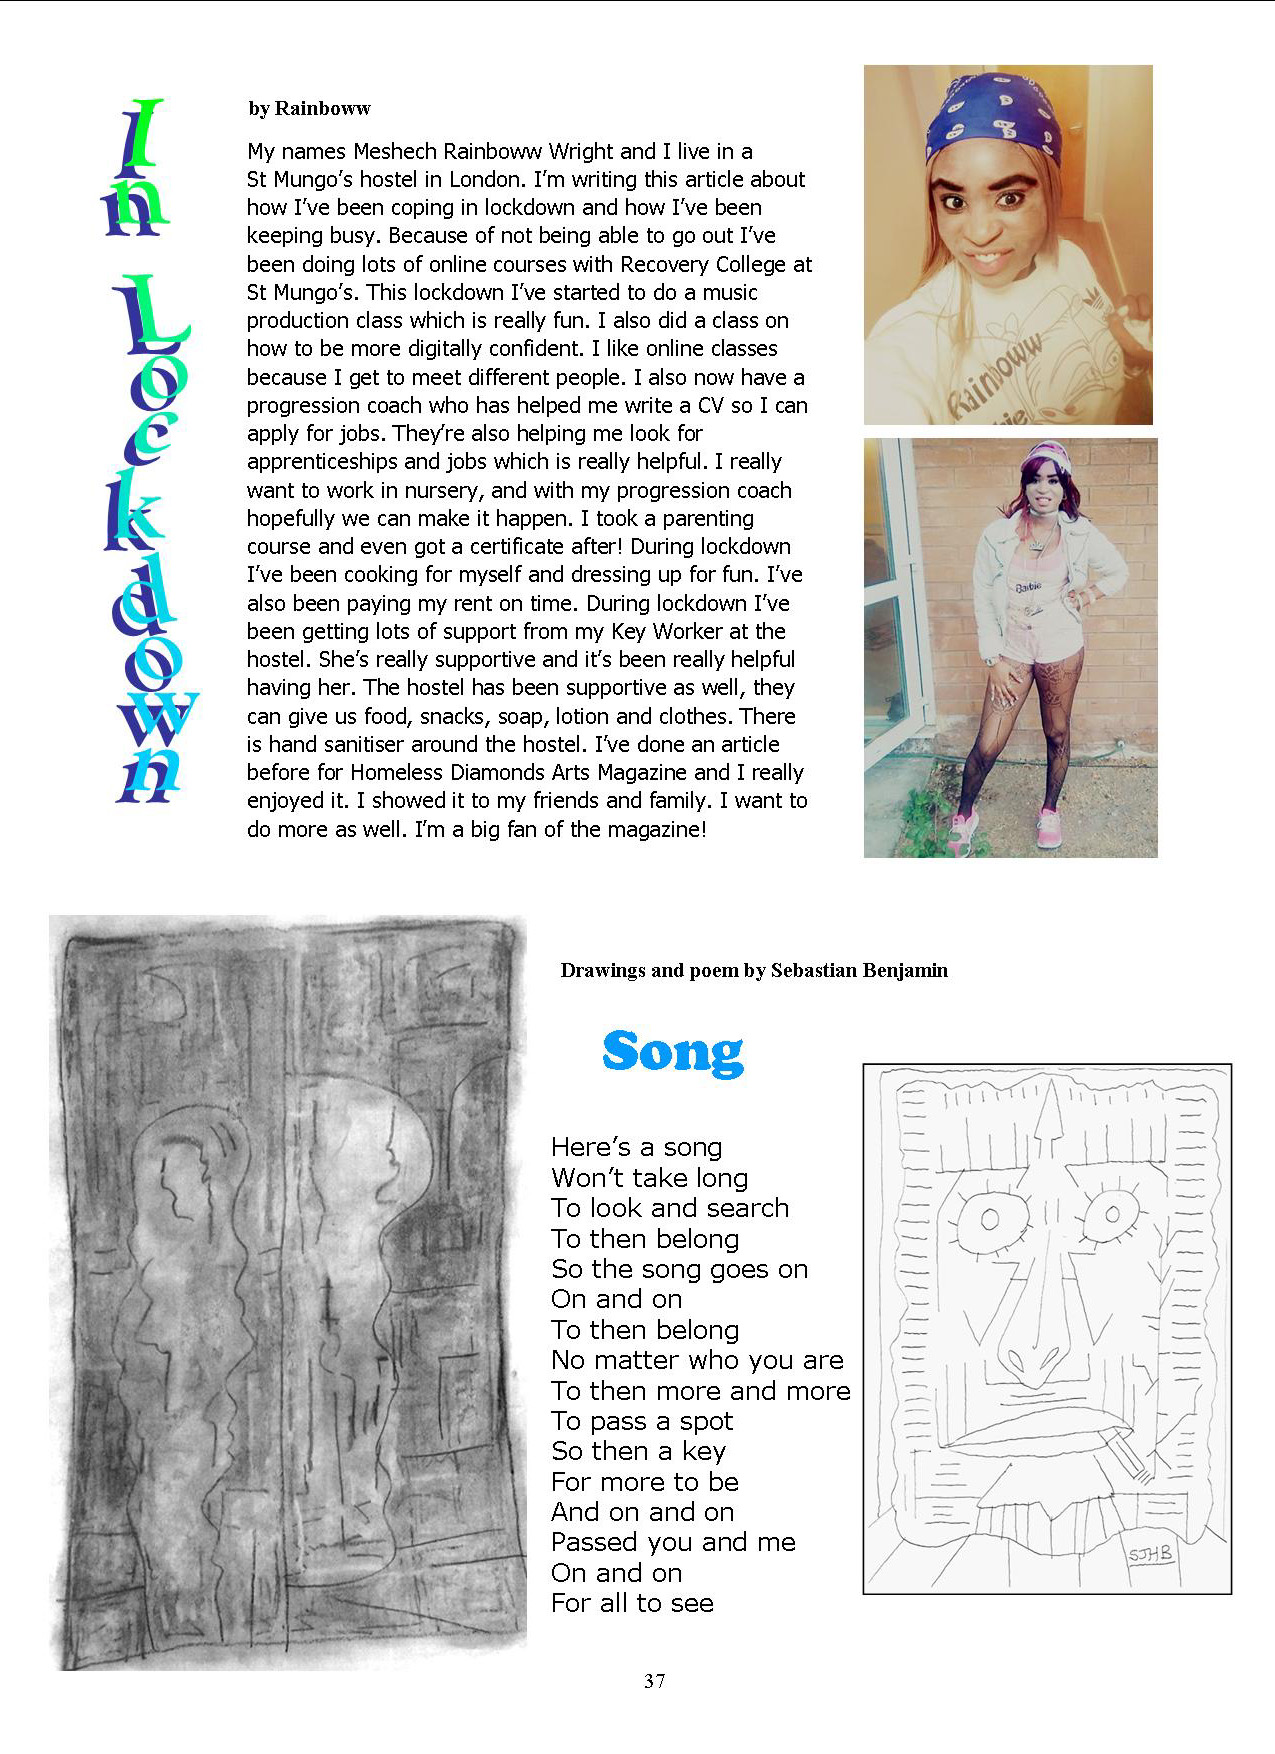 In Lockdown
by Rainboww
My names Meshech Rainboww Wright and I live in a
St Mungo's hostel in London. I'm writing this article about
how I've been coping in lockdown and how I've been
keeping busy. Because of not being able to go out I've
been doing lots of online courses with Recovery College at
St Mungo's. This lockdown I've started to do a music
production class which is really fun. I also did a class on
how to be more digitally confident. I like online classes
because I get to meet different people. I also now have a
progression coach who has helped me write a CV so I can
apply for jobs. They're also helping me look for
apprenticeships and jobs which is really helpful. I really
want to work in nursery, and with my progression coach
hopefully we can make it happen. I took a parenting
course and even got a certificate after! During lockdown
I've been cooking for myself and dressing up for fun. I've
also been paying my rent on time. During lockdown I've
been getting lots of support from my Key Worker at the
hostel. She's really supportive and it's been really helpful
having her. The hostel has been supportive as well, they
can give us food, snacks, soap, lotion and clothes. There
is hand sanitiser around the hostel. I've done an article
before for Homeless Diamonds Arts Magazine and I really
enjoyed it. I showed it to my friends and family. I want to
do more as well. I'm a big fan of the magazine!
Rainboww
Barbie
Drawings and poem by Sebastian Benjamin
Song
Here's a song
Won't take long
To look and search
To then belong
So the song goes on
On and on
To then belong
No matter who you are
To then more and more
To pass a spot
So then a key
For more to be
And on and on
Passed you and me
On and on
For all to see
SJHB
37